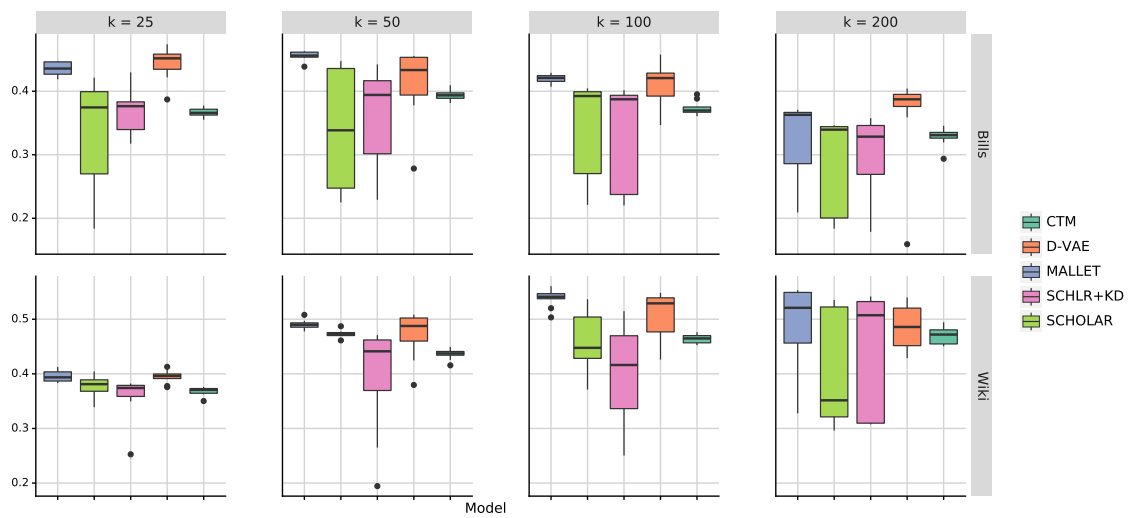 k = 25
k = 50
k = 100
k = 200
0.4
0.3
0.2
Bills
0.5
0.4
0.3
0.2
Wiki
Model
CTM
D-VAE
MALLET
SCHLR+KD
SCHOLAR